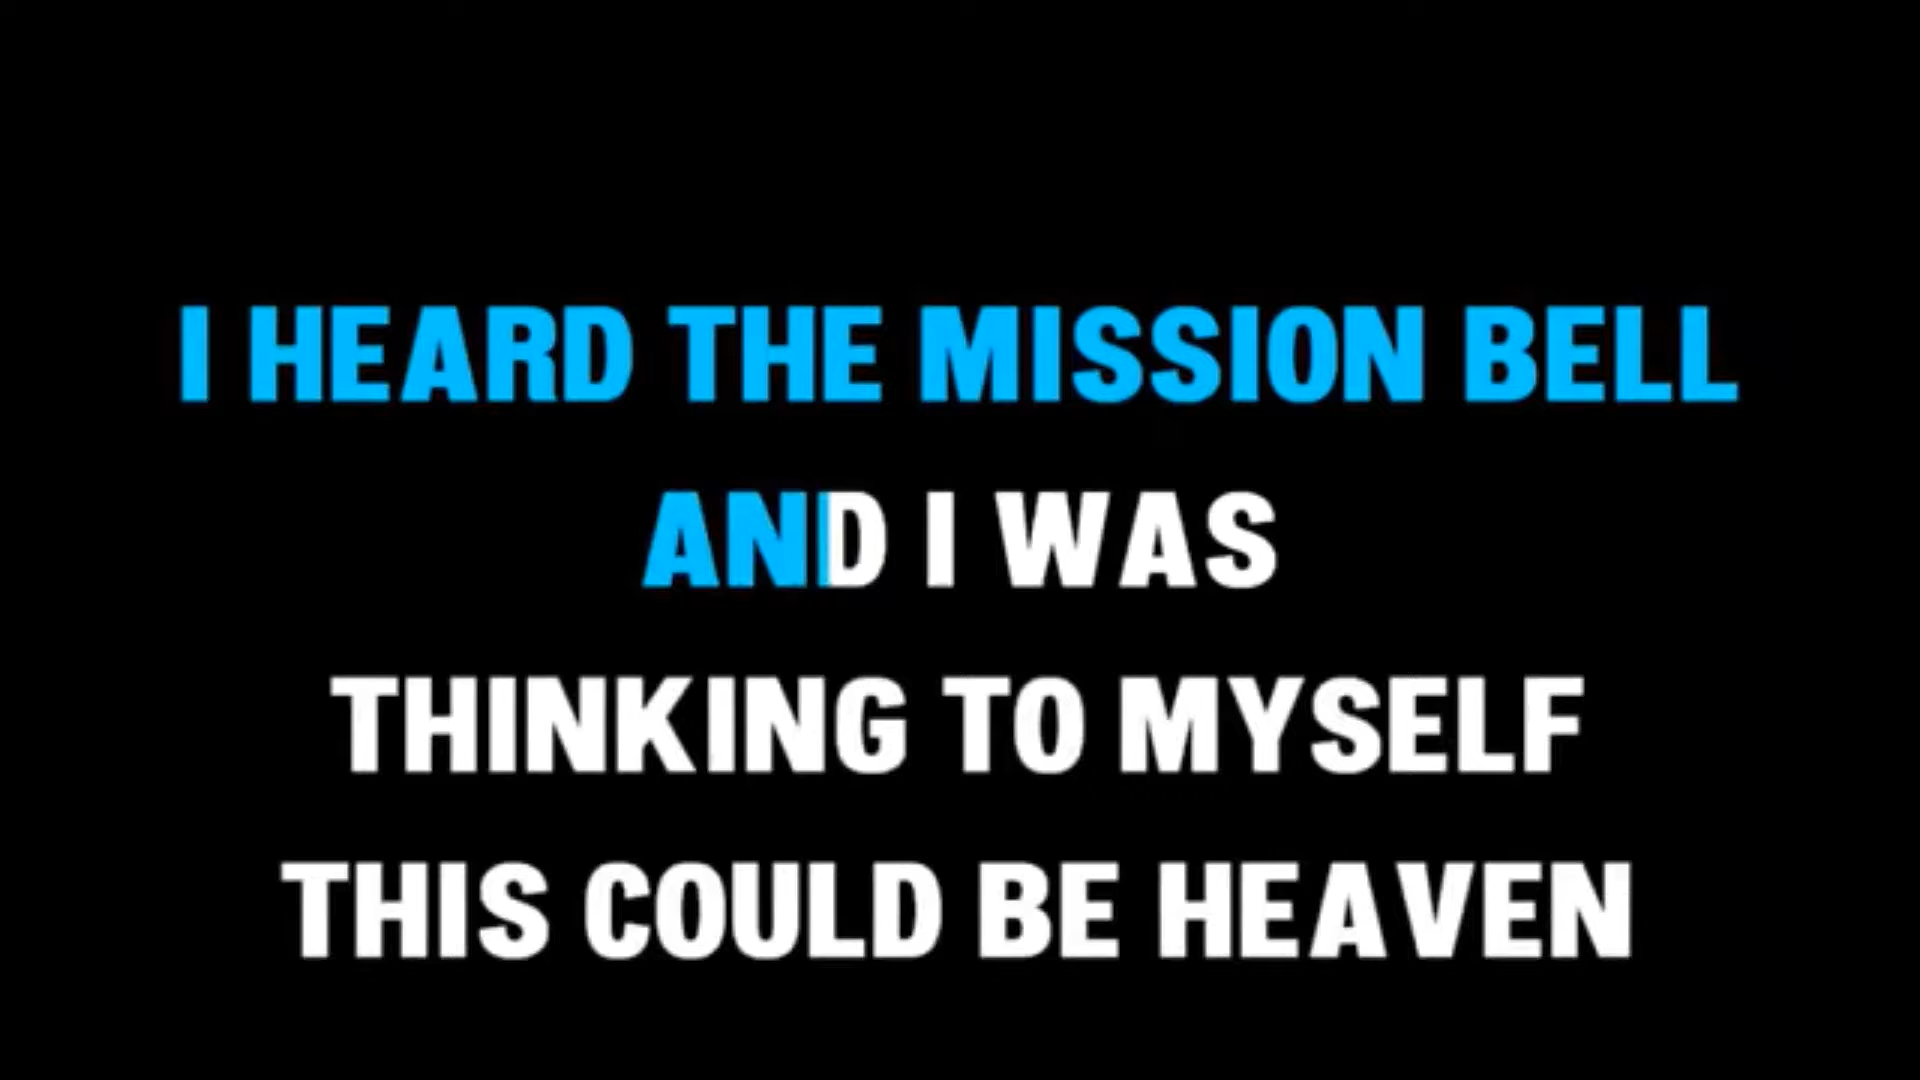 I HEARD THE MISSION BELL
AND I WAS
THINKING TO MYSELF
THIS COULD BE HEAVEN